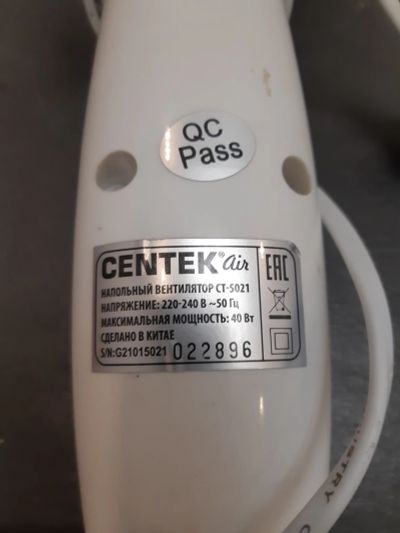 QC
Pass
CENTEK® air
EAC
НАПОЛЬНЫЙ ВЕНТИЛЯТОР CT-5021
НАПРЯЖЕНИЕ: 220-240 В ~50 Гц
МАКСИМАЛЬНАЯ МОЩНОСТЬ: 40 Вт
СДЕЛАНО В КИТАЕ
S/N:G21015021 022896